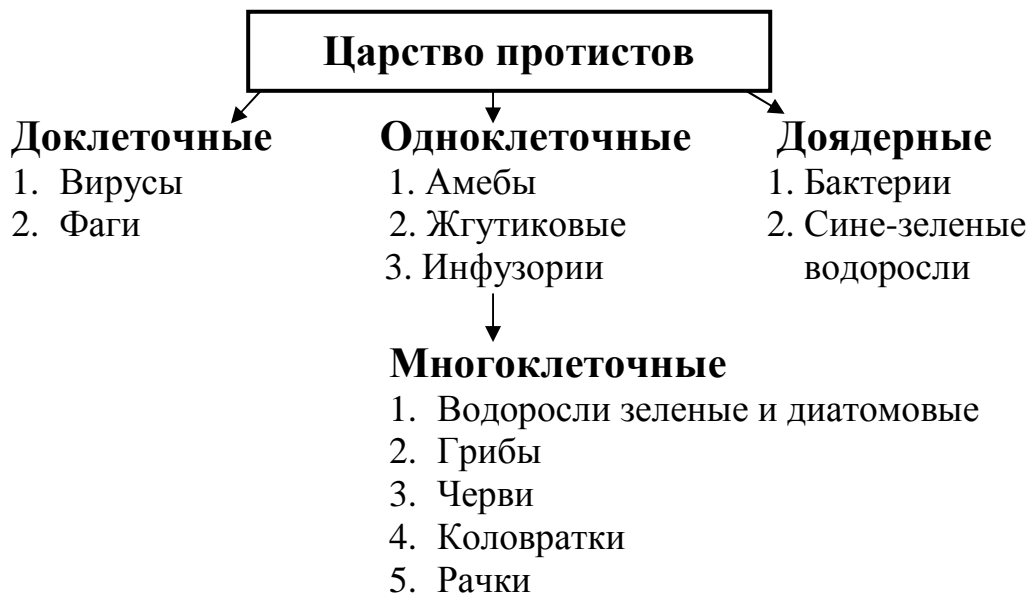 Царство протистов
Доклеточные
1. Вирусы
2. Фаги
Одноклеточные
1. Амебы
2. Жгутиковые
3. Инфузории
Доядерные
1. Бактерии
2. Сине-зеленые
водоросли
Многоклеточные
1. Водоросли зеленые и диатомовые
2. Грибы
3. Черви
4. Коловратки
5. Рачки